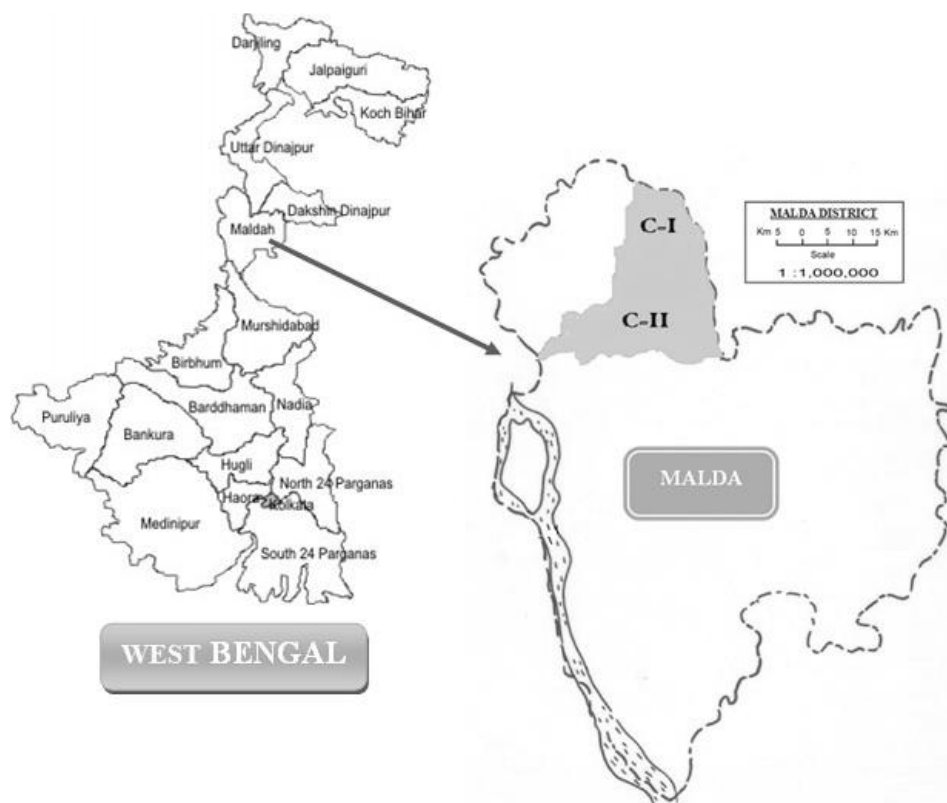 Darjiling
Jalpaiguri
Koch Bihar
Uttar Dinajpur
Dakshin Dinajpur
Maldah
Murshidabad
Birbhum
Puruliya
Barddhaman
Nadia
Bankura
Hugli
North 24 Parganas
Haora
Kolkata
Medinipur
South 24 Parganas
WEST BENGAL
C-I
C-II
MALDA DISTRICT
Km 5 0 5 10 15 Km
Scale
1 :1,000,000
MALDA